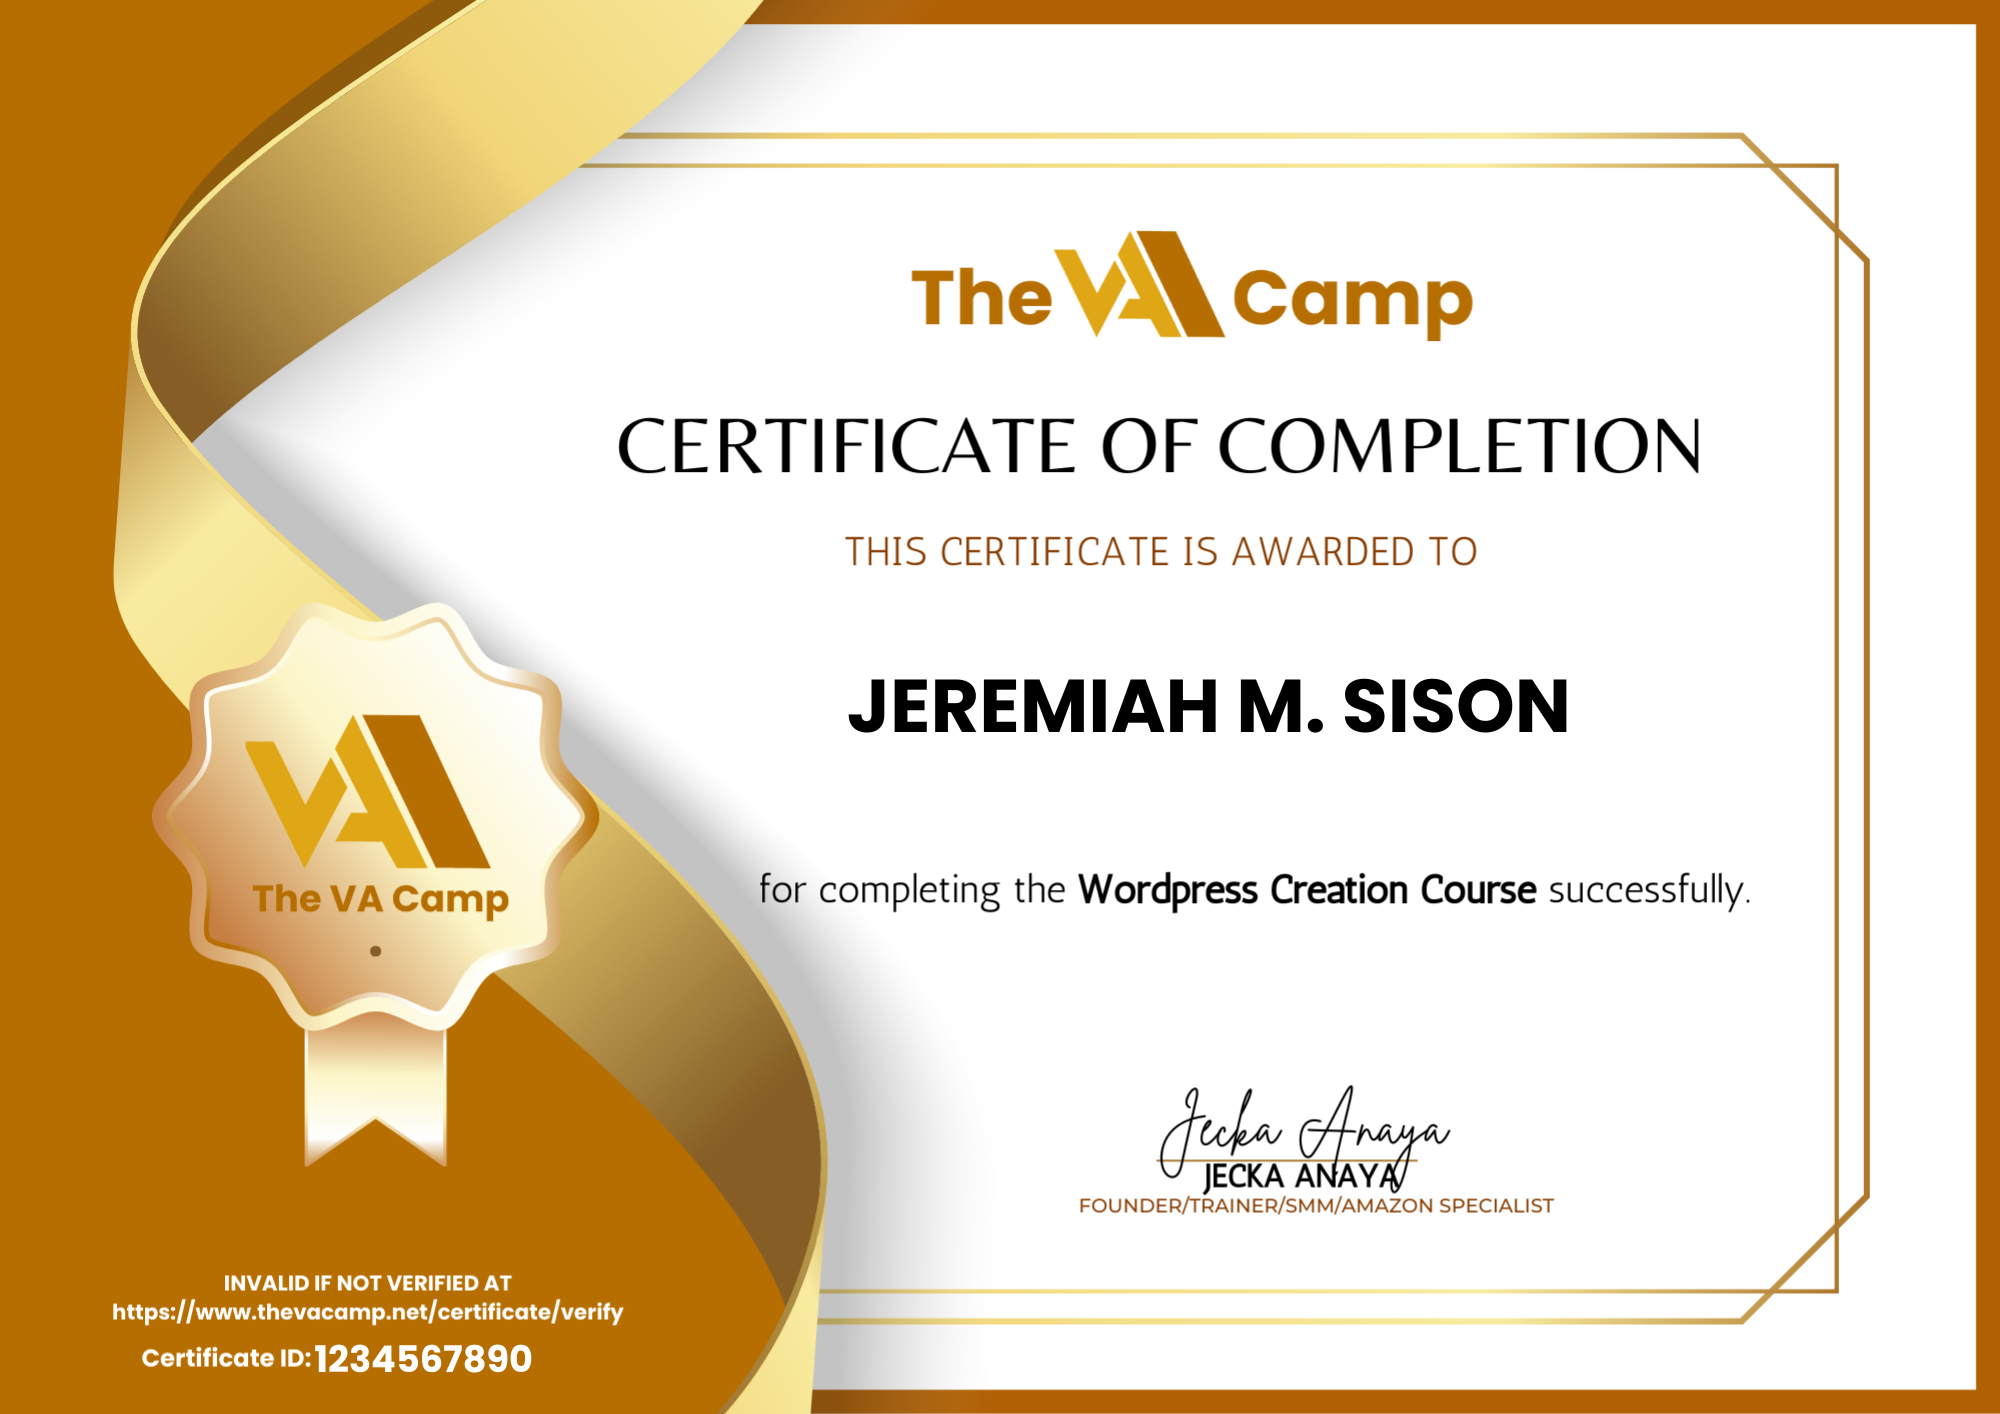 The VA Camp
CERTIFICATE OF COMPLETION
THIS CERTIFICATE IS AWARDED TO
JEREMIAH M. SISON
for completing the Wordpress Creation Course successfully.
Jecka Anaya
JECKA ANAYA
FOUNDER/TRAINER/SMM/AMAZON SPECIALIST
VA
The VA Camp
INVALID IF NOT VERIFIED AT
https://www.thevacamp.net/certificate/verify
Certificate ID: 1234567890